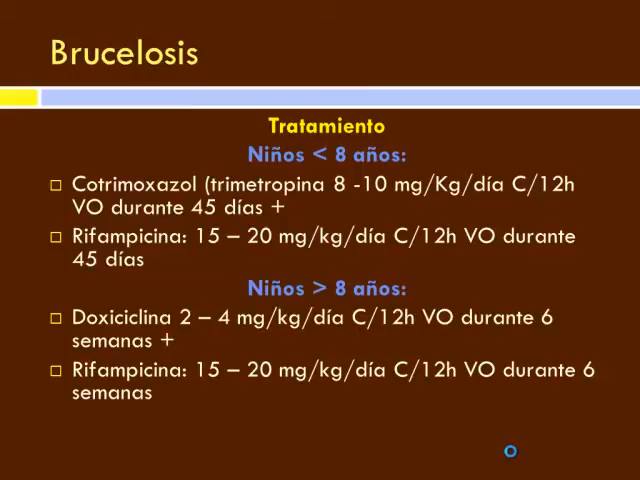 Brucelosis
Tratamiento
Niños < 8 años:
Cotrimoxazol (trimetropina 8 -10 mg/Kg/día C/12h
VO durante 45 días +
Rifampicina: 15 – 20 mg/kg/día C/12h VO durante
45 días
Niños > 8 años:
Doxiciclina 2 – 4 mg/kg/día C/12h VO durante 6
semanas +
Rifampicina: 15 – 20 mg/kg/día C/12h VO durante 6
semanas